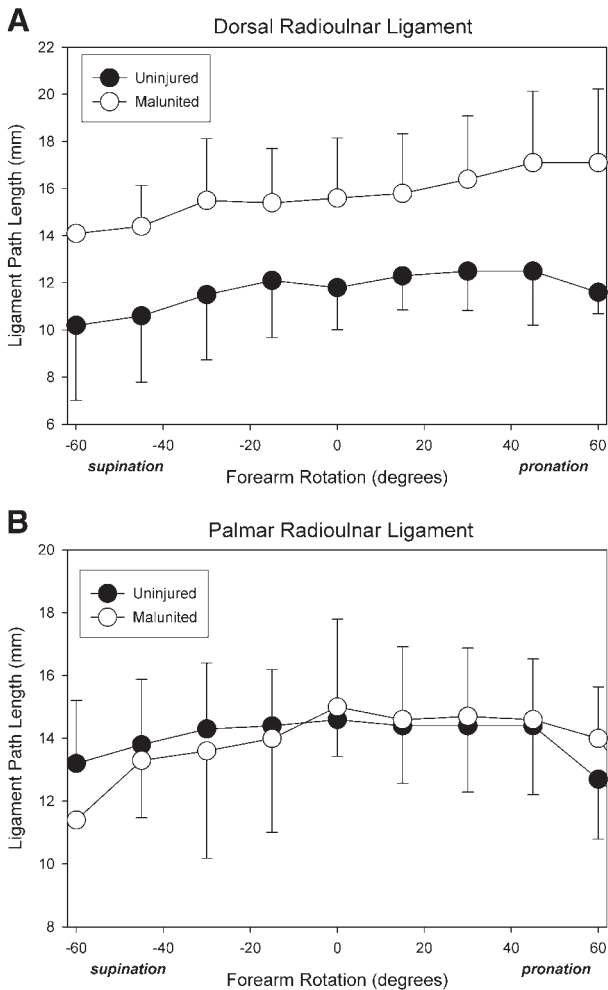 A
Dorsal Radioulnar Ligament
Uninjured
Malunited
Ligament Path Length (mm)
22
20
18
16
14
12
10
8
6
-60 -40 -20 0 20 40 60
supination pronation
Forearm Rotation (degrees)
B
Palmar Radioulnar Ligament
Uninjured
Malunited
Ligament Path Length (mm)
20
18
16
14
12
10
8
-60 -40 -20 0 20 40 60
supination pronation
Forearm Rotation (degrees)